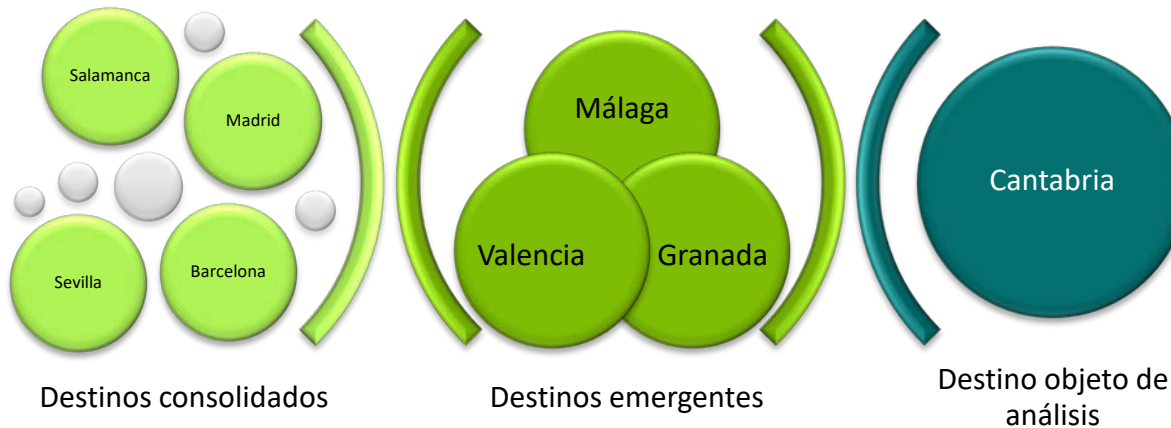 Salamanca
Madrid
Sevilla
Barcelona
Destinos consolidados
Málaga
Valencia
Granada
Destinos emergentes
Cantabria
Destino objeto de
análisis